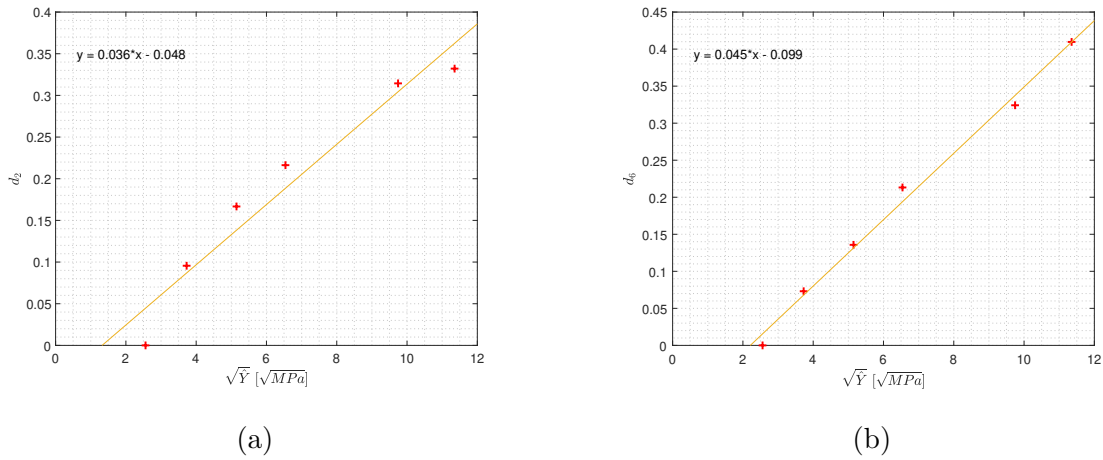 y = 0.036*x - 0.048
0.4
0.35
0.3
0.25
0.2
0.15
0.1
0.05
0
0 2 4 6 8 10 12
d₂
√Ŷ [√MPa]
(a)
y = 0.045*x - 0.099
0.45
0.4
0.35
0.3
0.25
0.2
0.15
0.1
0.05
0
0 2 4 6 8 10 12
d₆
√Ŷ [√MPa]
(b)